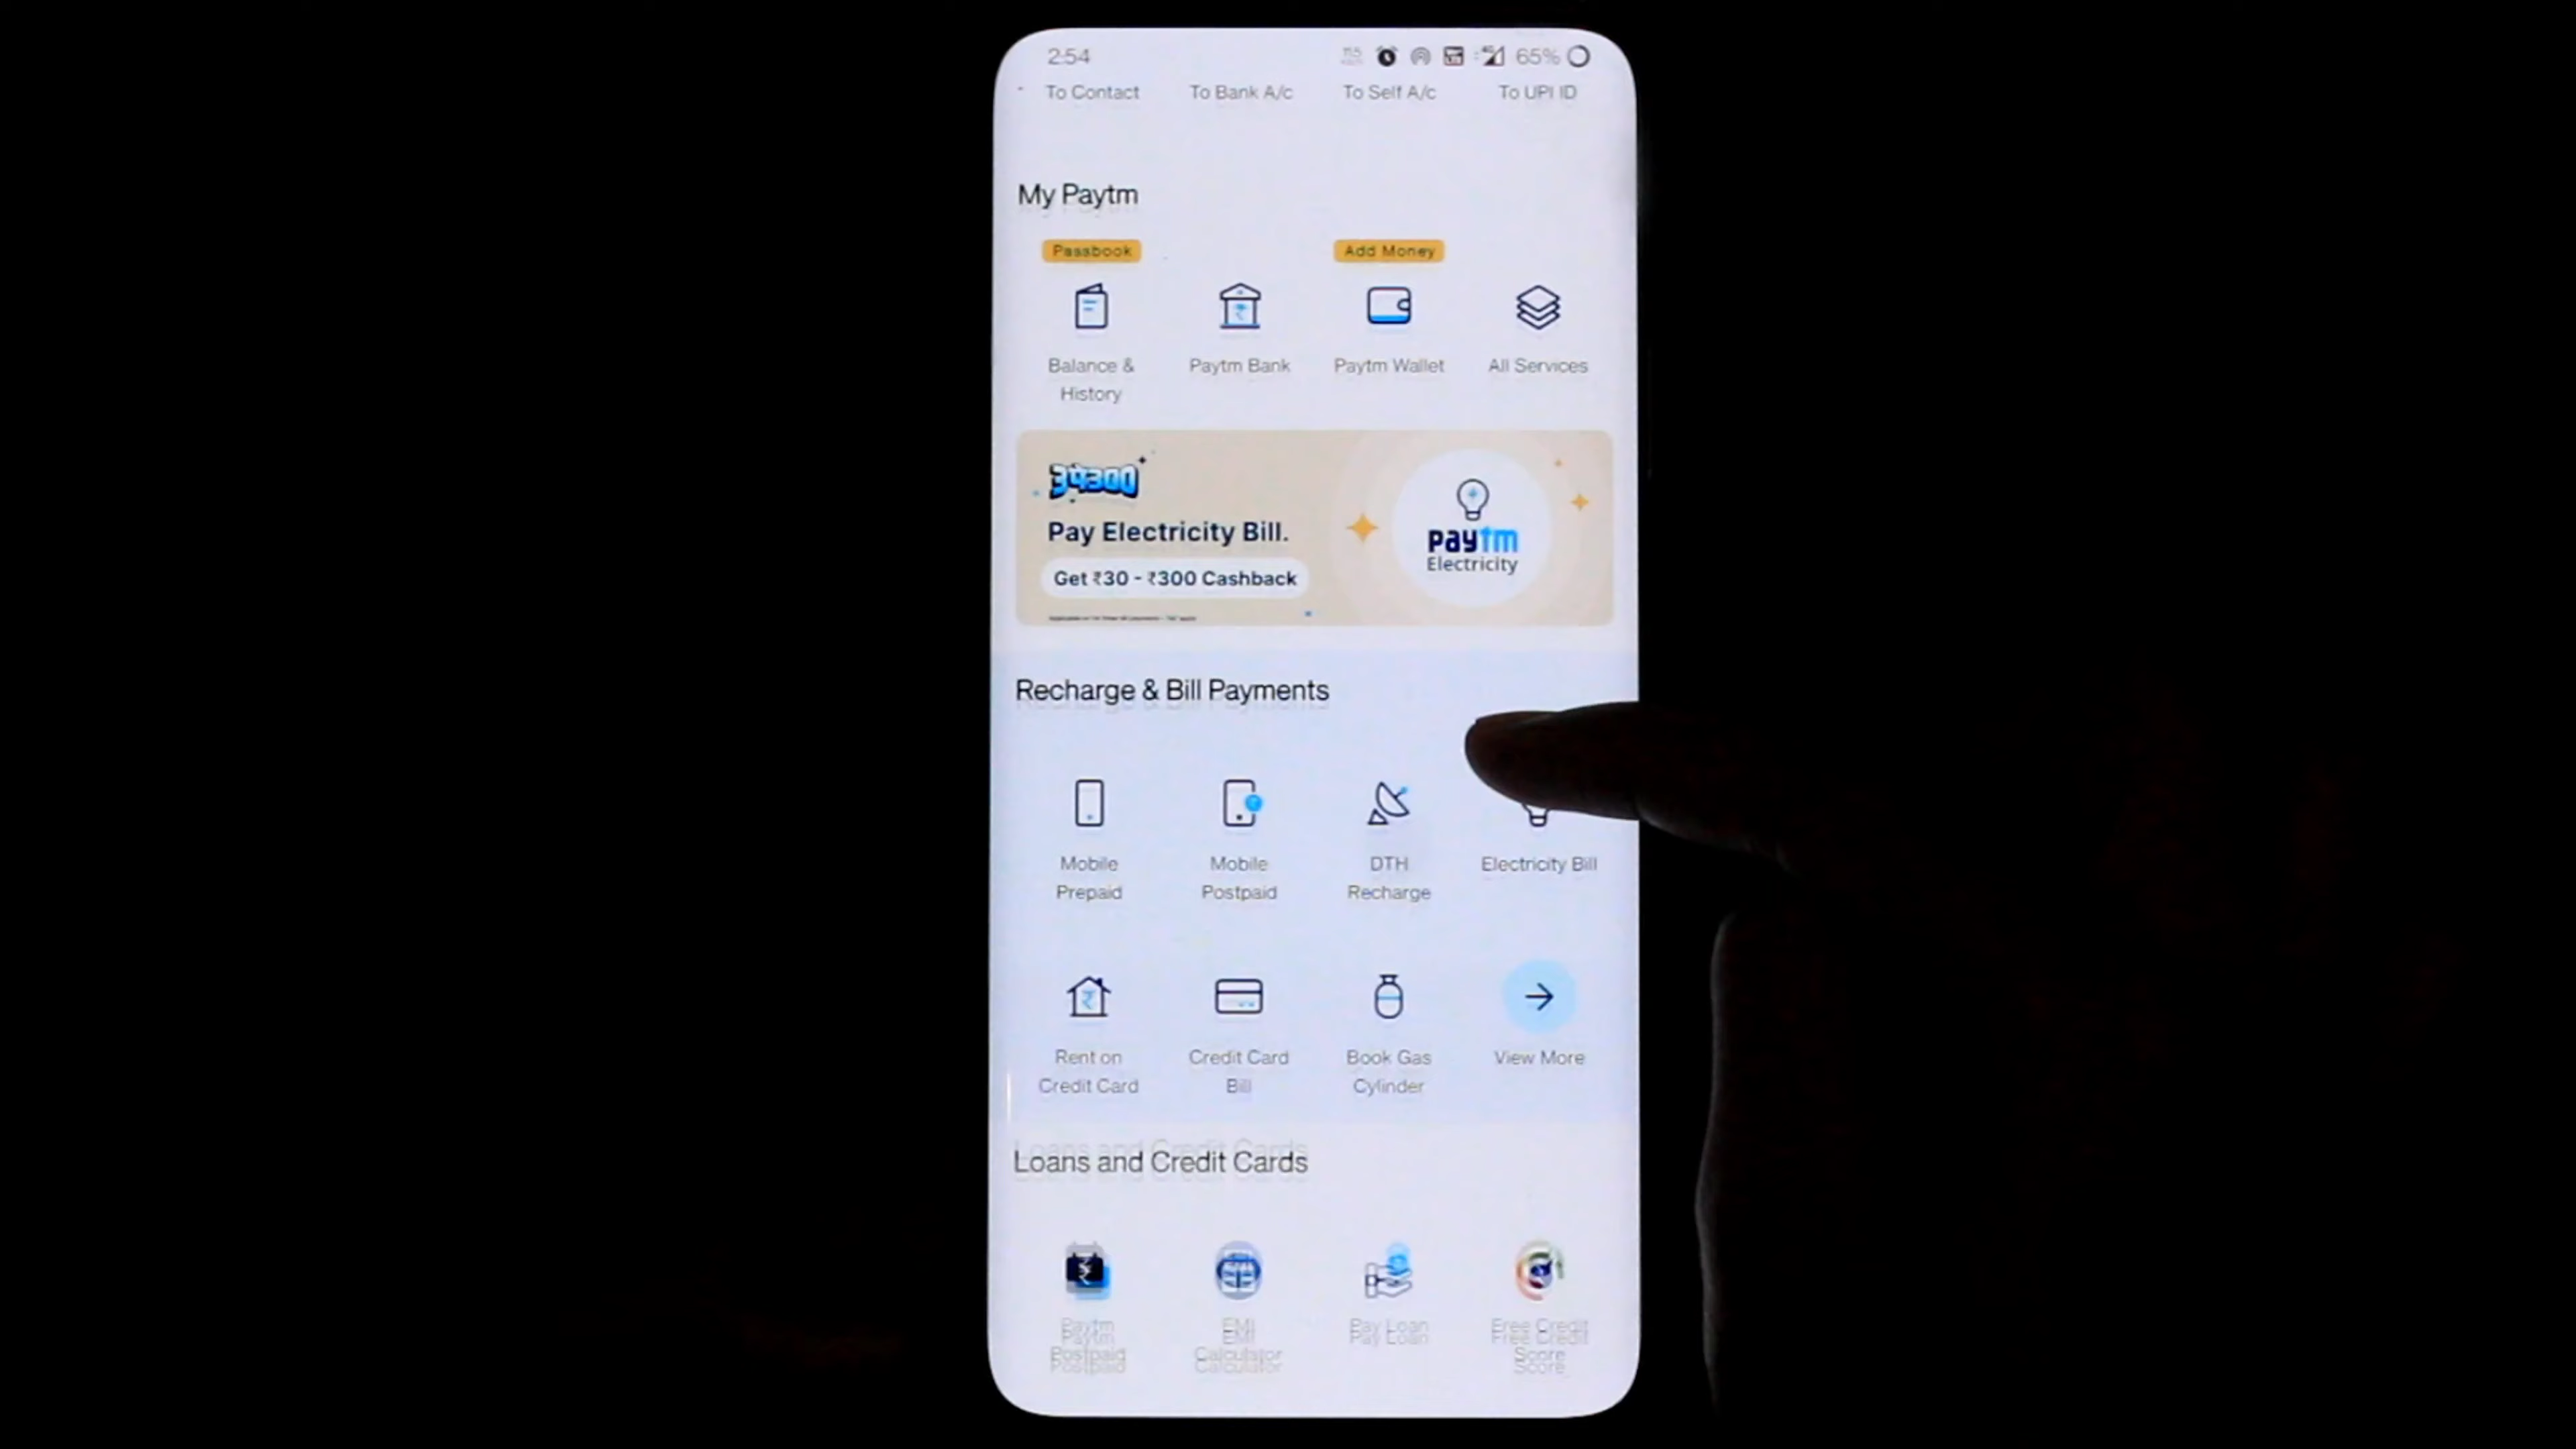 2:54
65%
To Contact To Bank A/c To Self A/c To UPI ID
My Paytm
Passbook Add Money
Balance & Paytm Bank Paytm Wallet All Services
History
Pay Electricity Bill.
Get ₹30 - ₹300 Cashback
paytm
Electricity
Recharge & Bill Payments
Mobile Mobile DTH Electricity Bill
Prepaid Postpaid Recharge
Rent on Credit Card Book Gas View More
Credit Card Bill Cylinder
Loans and Credit Cards
Paytm EMI Pay Loan Free Credit
Postpaid Calculator Score